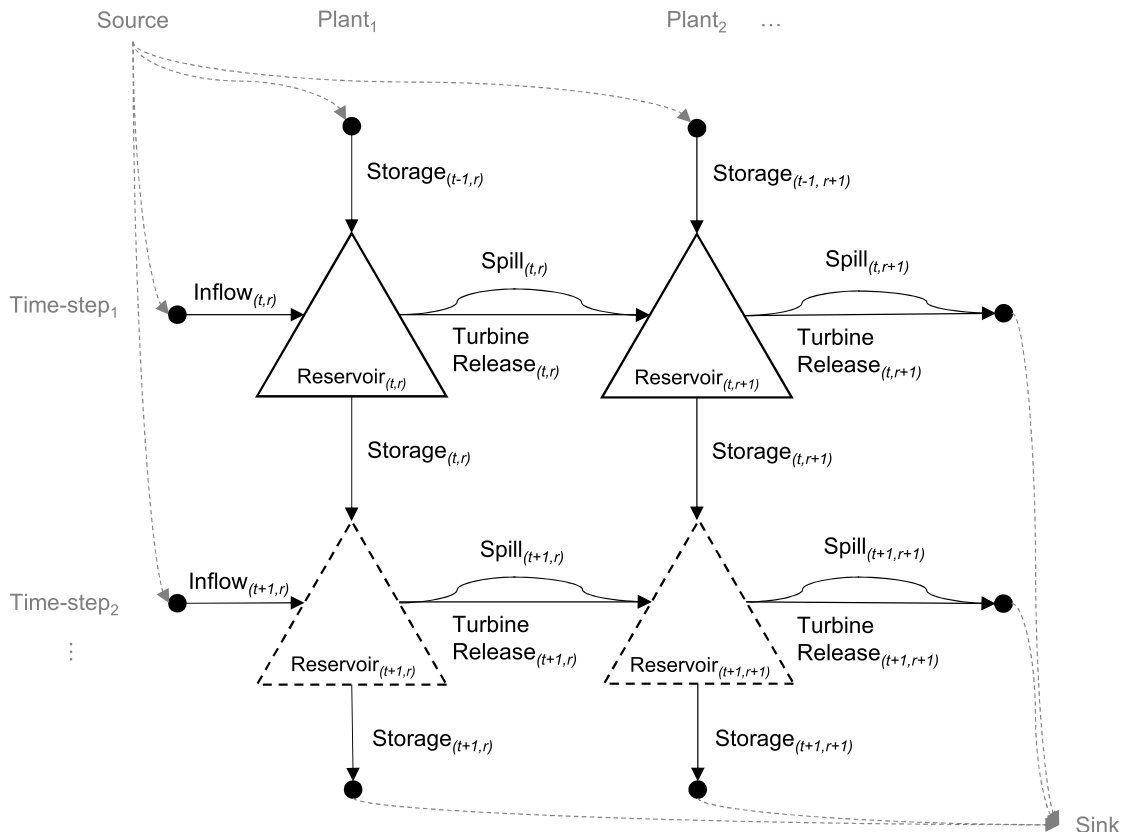 Source
Plant1
Plant2 ...
Storage(t-1,r)
Storage(t-1, r+1)
Time-step1
Inflow(t,r)
Spill(t,r)
Spill(t,r+1)
Turbine
Release(t,r)
Turbine
Release(t,r+1)
Reservoir(t,r)
Reservoir(t,r+1)
Storage(t,r)
Storage(t,r+1)
Time-step2
⋮
Inflow(t+1,r)
Spill(t+1,r)
Spill(t+1,r+1)
Turbine
Release(t+1,r)
Turbine
Release(t+1,r+1)
Reservoir(t+1,r)
Reservoir(t+1,r+1)
Storage(t+1,r)
Storage(t+1,r+1)
Sink